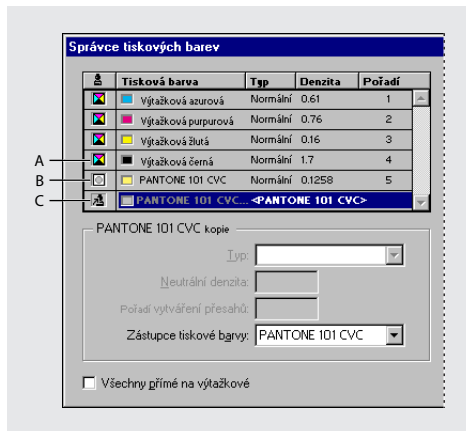 Správce tiskových barev
Tisková barva Typ Denzita Pořadí
Výtažková azurová Normální 0.61 1
Výtažková purpurová Normální 0.76 2
Výtažková žlutá Normální 0.16 3
A Výtažková černá Normální 1.7 4
B PANTONE 101 CVC Normální 0.1258 5
C PANTONE 101 CVC... <PANTONE 101 CVC>
PANTONE 101 CVC kopie
Typ:
Neutrální denzita:
Pořadí vytváření přesahů:
Zástupce tiskové barvy: PANTONE 101 CVC
Všechny přímé na výtažkové